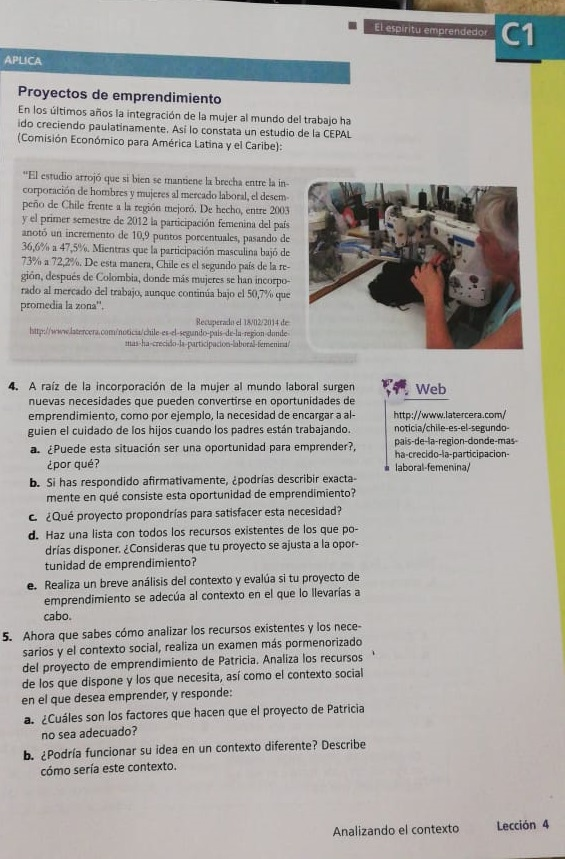 El espíritu emprendedor
C1
APLICA
Proyectos de emprendimiento
En los últimos años la integración de la mujer al mundo del trabajo ha
ido creciendo paulatinamente. Así lo constata un estudio de la CEPAL
(Comisión Económico para América Latina y el Caribe):
"El estudio arrojó que si bien se mantiene la brecha entre la in-
corporación de hombres y mujeres al mercado laboral, el desem-
peño de Chile frente a la región mejoró. De hecho, entre 2003
y el primer semestre de 2012 la participación femenina del país
anotó un incremento de 10,9 puntos porcentuales, pasando de
36,6% a 47,5%. Mientras que la participación masculina bajó de
73% a 72,2%. De esta manera, Chile es el segundo país de la re-
gión, después de Colombia, donde más mujeres se han incorpo-
rado al mercado del trabajo, aunque continúa bajo el 50,7% que
promedia la zona".
Recuperado el 18/02/2014 de:
http://www.latercera.com/noticia/chile-es-el-segundo-pais-de-la-region-donde-
mas-ha-crecido-la-participacion-laboral-femenina/
4. A raíz de la incorporación de la mujer al mundo laboral surgen
nuevas necesidades que pueden convertirse en oportunidades de
emprendimiento, como por ejemplo, la necesidad de encargar a al-
guien el cuidado de los hijos cuando los padres están trabajando.
a. ¿Puede esta situación ser una oportunidad para emprender?,
¿por qué?
b. Si has respondido afirmativamente, ¿podrías describir exacta-
mente en qué consiste esta oportunidad de emprendimiento?
c. ¿Qué proyecto propondrías para satisfacer esta necesidad?
d. Haz una lista con todos los recursos existentes de los que po-
drías disponer. ¿Consideras que tu proyecto se ajusta a la opor-
tunidad de emprendimiento?
e. Realiza un breve análisis del contexto y evalúa si tu proyecto de
emprendimiento se adecúa al contexto en el que lo llevarías a
cabo.
5. Ahora que sabes cómo analizar los recursos existentes y los nece-
sarios y el contexto social, realiza un examen más pormenorizado
del proyecto de emprendimiento de Patricia. Analiza los recursos
de los que dispone y los que necesita, así como el contexto social
en el que desea emprender, y responde:
a. ¿Cuáles son los factores que hacen que el proyecto de Patricia
no sea adecuado?
b. ¿Podría funcionar su idea en un contexto diferente? Describe
cómo sería este contexto.
Web
http://www.latercera.com/
noticia/chile-es-el-segundo-
pais-de-la-region-donde-mas-
ha-crecido-la-participacion-
laboral-femenina/
Analizando el contexto
Lección 4